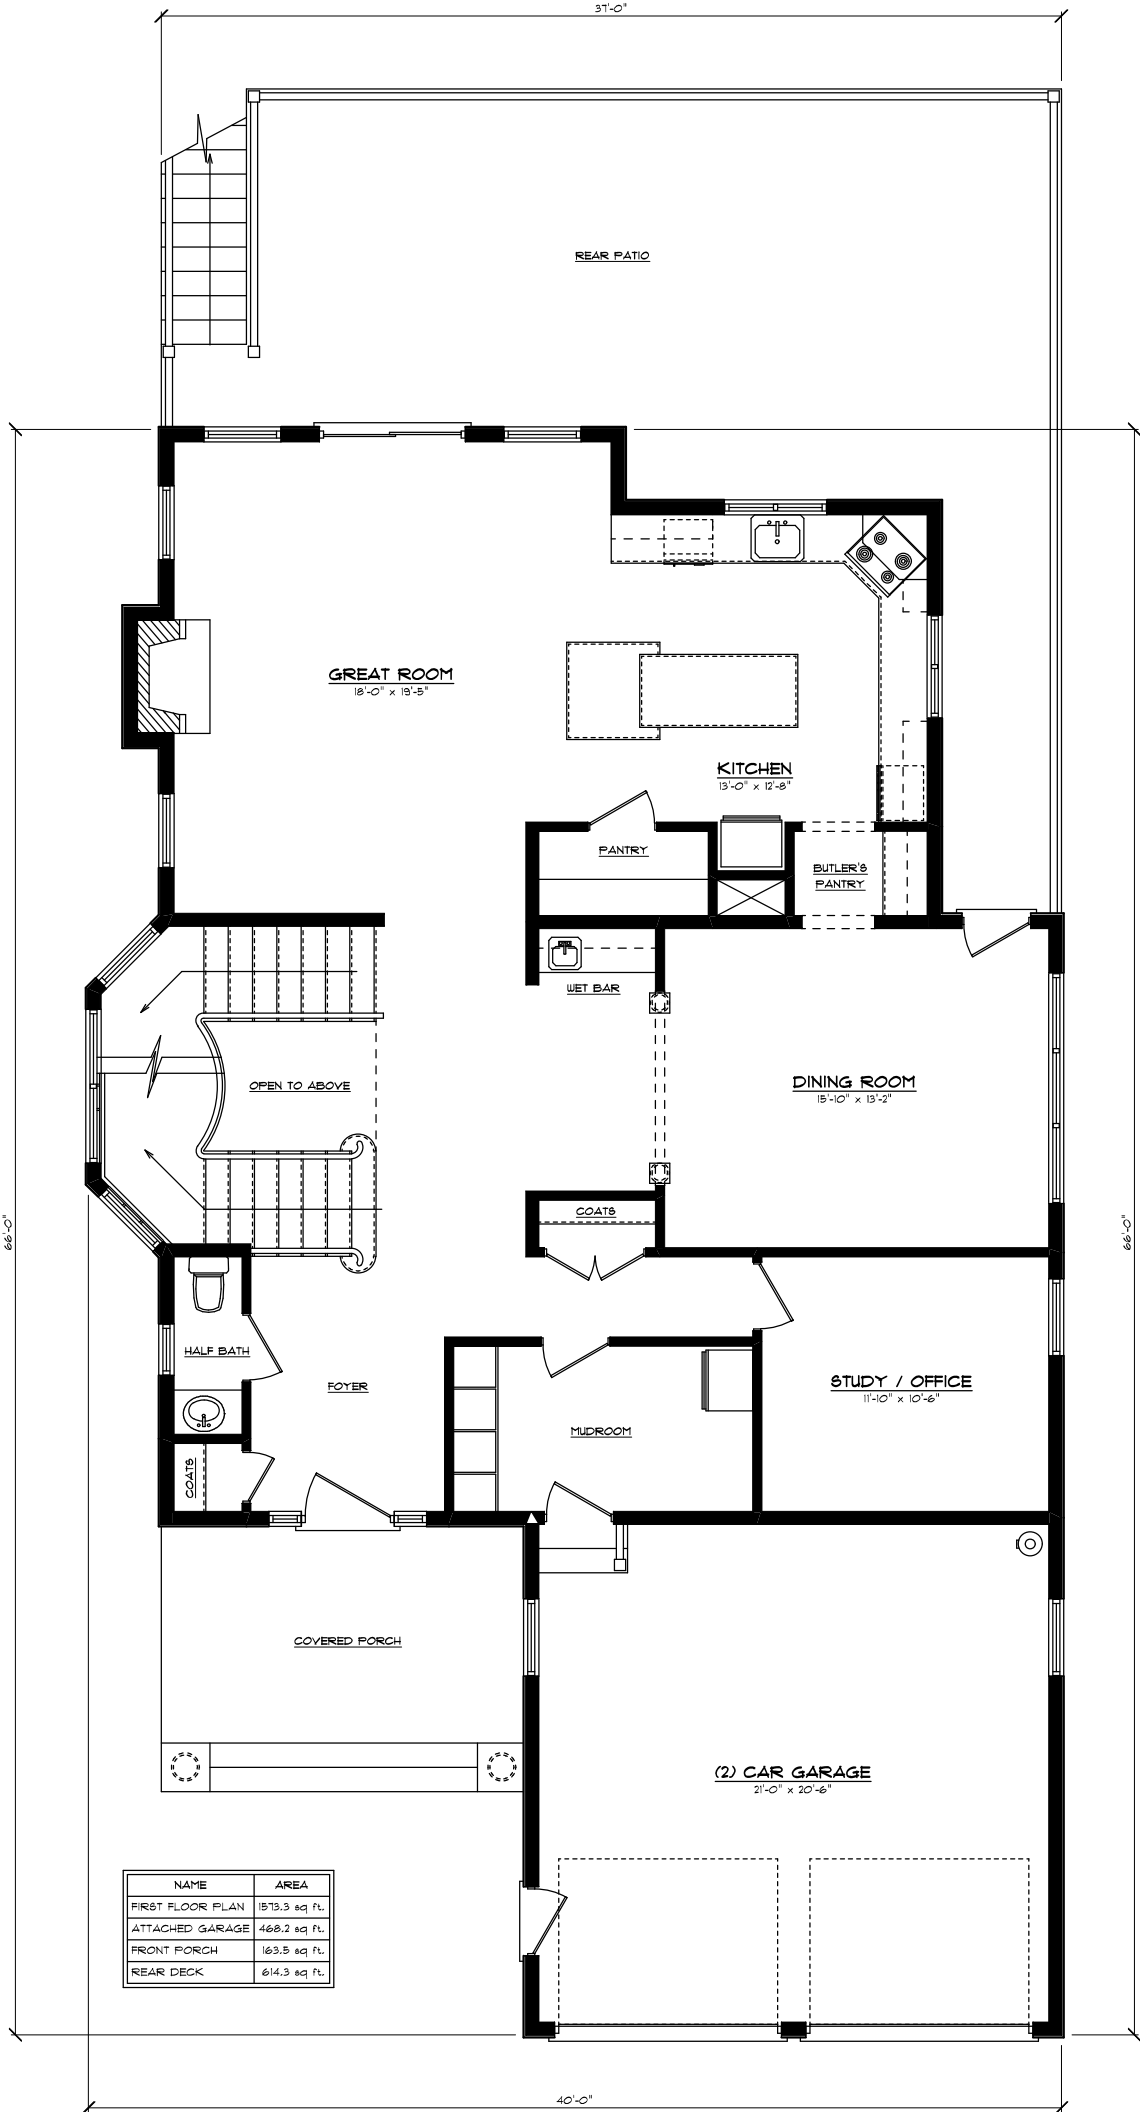 37'-0"
REAR PATIO
GREAT ROOM
18'-0" x 19'-5"
KITCHEN
13'-0" x 12'-8"
PANTRY
BUTLER'S
PANTRY
WET BAR
OPEN TO ABOVE
DINING ROOM
15'-10" x 13'-2"
COATS
66'-0"
66'-0"
HALF BATH
FOYER
STUDY / OFFICE
11'-10" x 10'-6"
MUDROOM
COATS
COVERED PORCH
(2) CAR GARAGE
21'-0" x 20'-6"
NAME AREA
FIRST FLOOR PLAN 1573.3 sq ft.
ATTACHED GARAGE 468.2 sq ft.
FRONT PORCH 163.5 sq ft.
REAR DECK 614.3 sq ft.
40'-0"